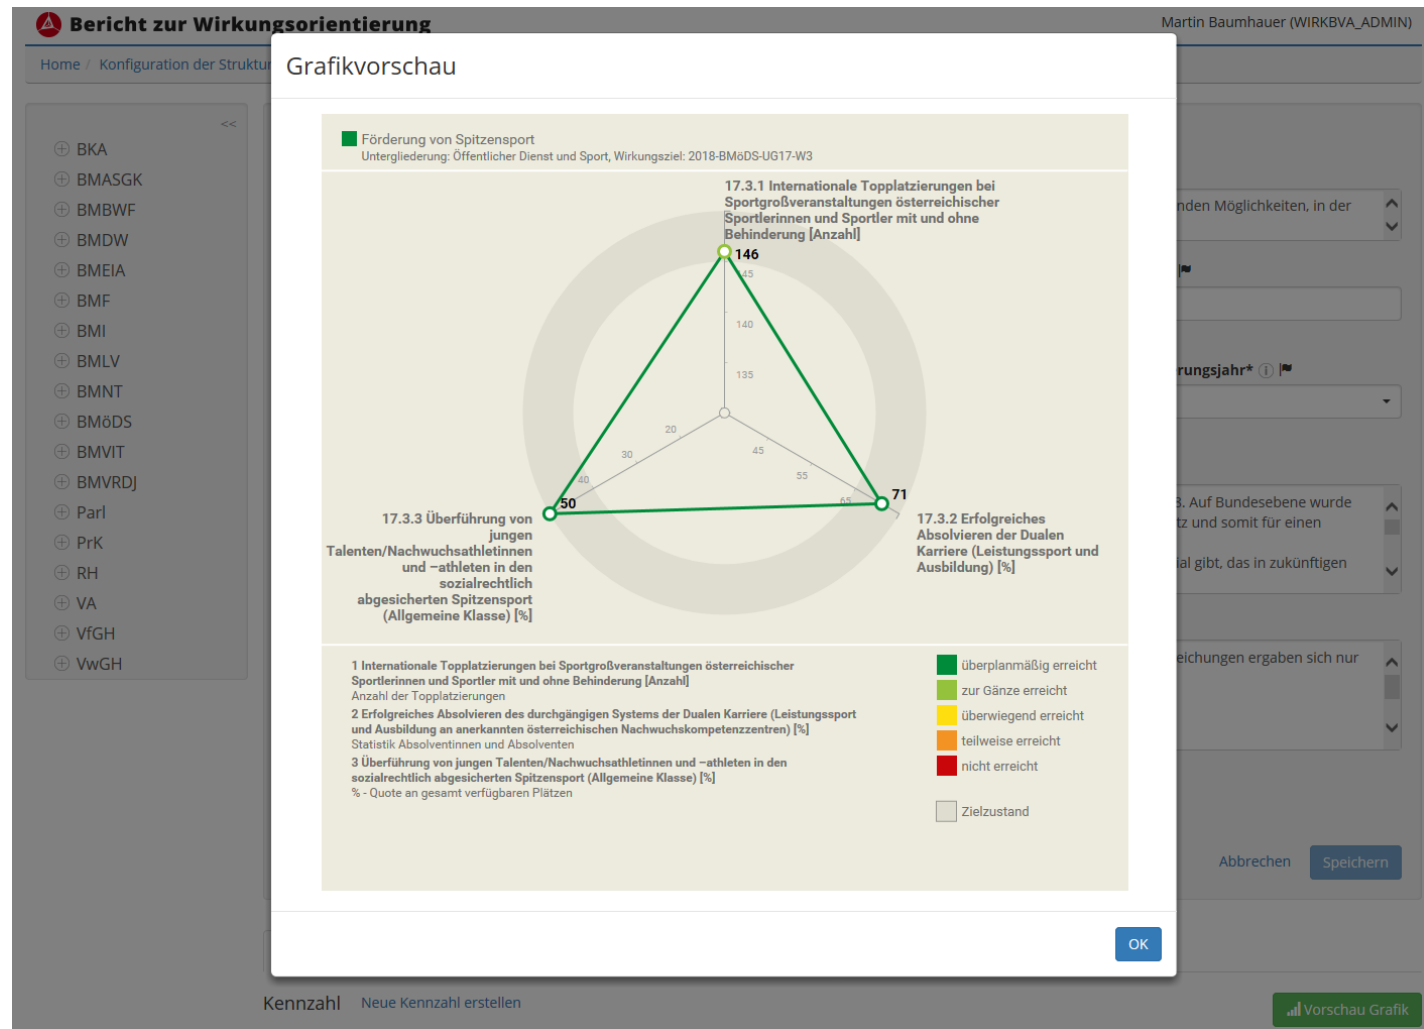 Bericht zur Wirkungsorientierung
Martin Baumhauer (WIRKBVA_ADMIN)
Home / Konfiguration der Struktur
<<
BKA
BMASGK
BMBWF
BMDW
BMEIA
BMF
BMI
BMLV
BMNT
BMöDS
BMVIT
BMVRDJ
Parl
PrK
RH
VA
VfGH
VwGH
Grafikvorschau
Förderung von Spitzensport
Untergliederung: Öffentlicher Dienst und Sport, Wirkungsziel: 2018-BMöDS-UG17-W3
17.3.1 Internationale Topplatzierungen bei
Sportgroßveranstaltungen österreichischer
Sportlerinnen und Sportler mit und ohne
Behinderung [Anzahl]
146
145
140
135
20
30
40
50
45
55
65
71
17.3.3 Überführung von
jungen
Talenten/Nachwuchsathletinnen
und –athleten in den
sozialrechtlich
abgesicherten Spitzensport
(Allgemeine Klasse) [%]
17.3.2 Erfolgreiches
Absolvieren der Dualen
Karriere (Leistungssport und
Ausbildung) [%]
1 Internationale Topplatzierungen bei Sportgroßveranstaltungen österreichischer
Sportlerinnen und Sportler mit und ohne Behinderung [Anzahl]
Anzahl der Topplatzierungen
2 Erfolgreiches Absolvieren des durchgängigen Systems der Dualen Karriere (Leistungssport
und Ausbildung an anerkannten österreichischen Nachwuchskompetenzzentren) [%]
Statistik Absolventinnen und Absolventen
3 Überführung von jungen Talenten/Nachwuchsathletinnen und –athleten in den
sozialrechtlich abgesicherten Spitzensport (Allgemeine Klasse) [%]
% - Quote an gesamt verfügbaren Plätzen
überplanmäßig erreicht
zur Gänze erreicht
überwiegend erreicht
teilweise erreicht
nicht erreicht
Zielzustand
OK
nden Möglichkeiten, in der
rungsjahr*
3. Auf Bundesebene wurde
tz und somit für einen
ial gibt, das in zukünftigen
eichungen ergaben sich nur
Abbrechen
Speichern
Kennzahl
Neue Kennzahl erstellen
Vorschau Grafik